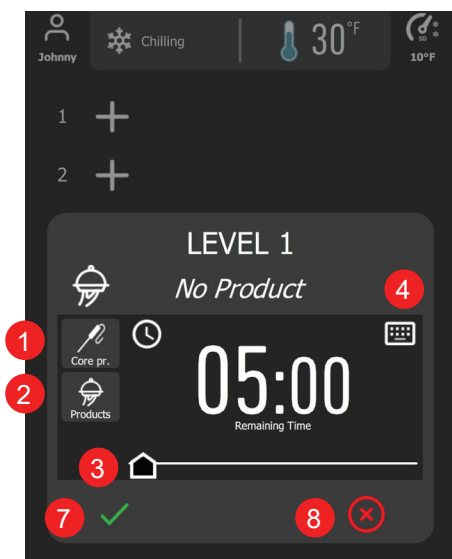 Johnny
Chilling
30°F
SD
10°F
1
2
LEVEL 1
No Product
4
1
Core pr.
2
Products
05:00
Remaining Time
3
7
8